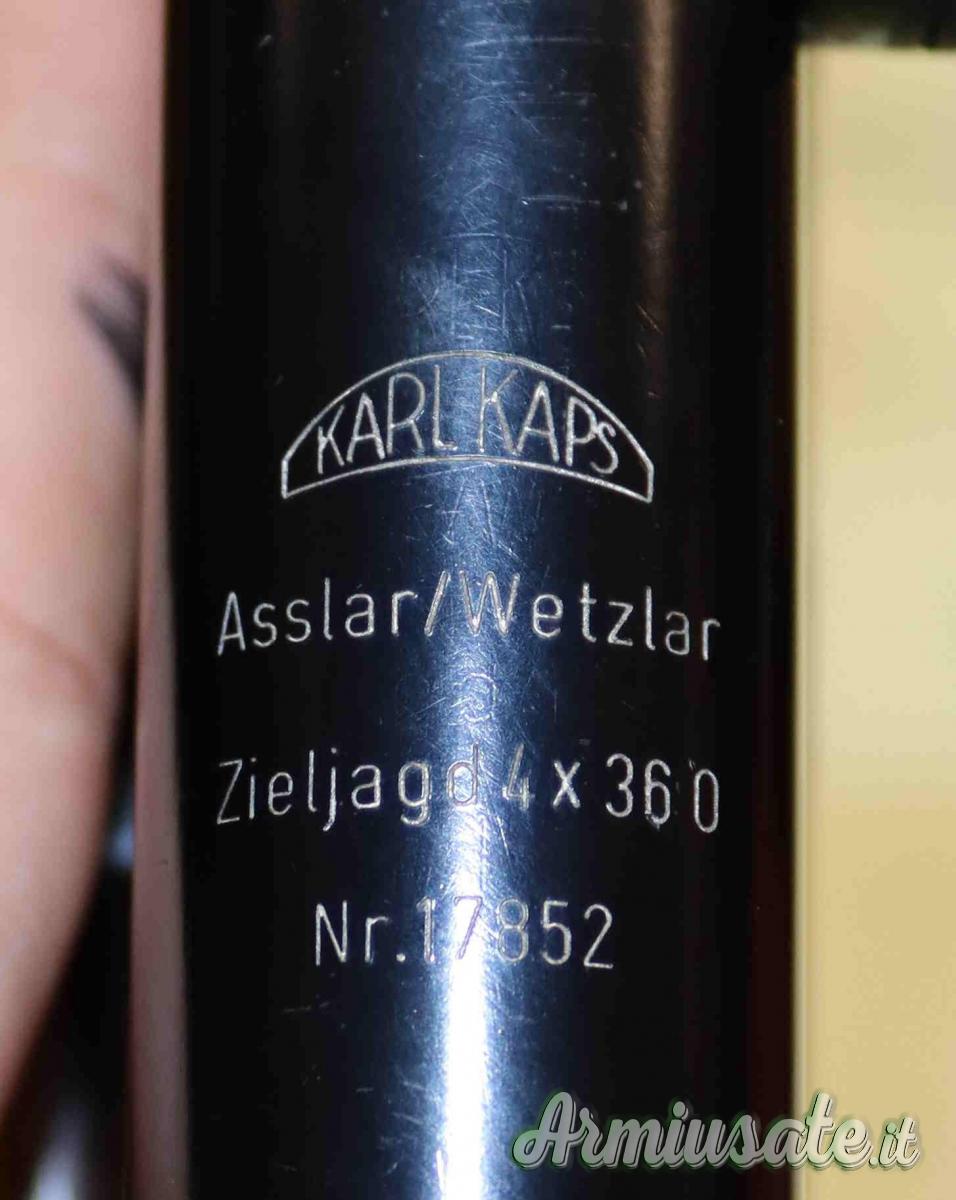 KARL KAPS
Asslar/Wetzlar
Zieljagd 4 x 36 0
Nr. 17852
Armiusate.it